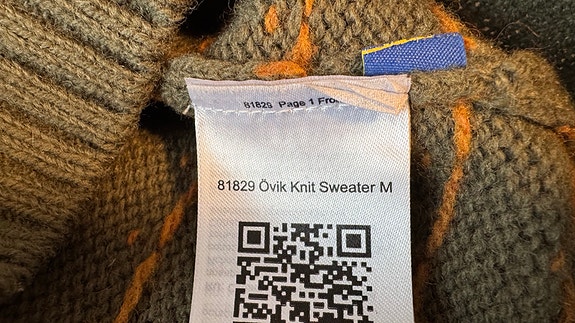 81829 Page 1 Fro
81829 Övik Knit Sweater M